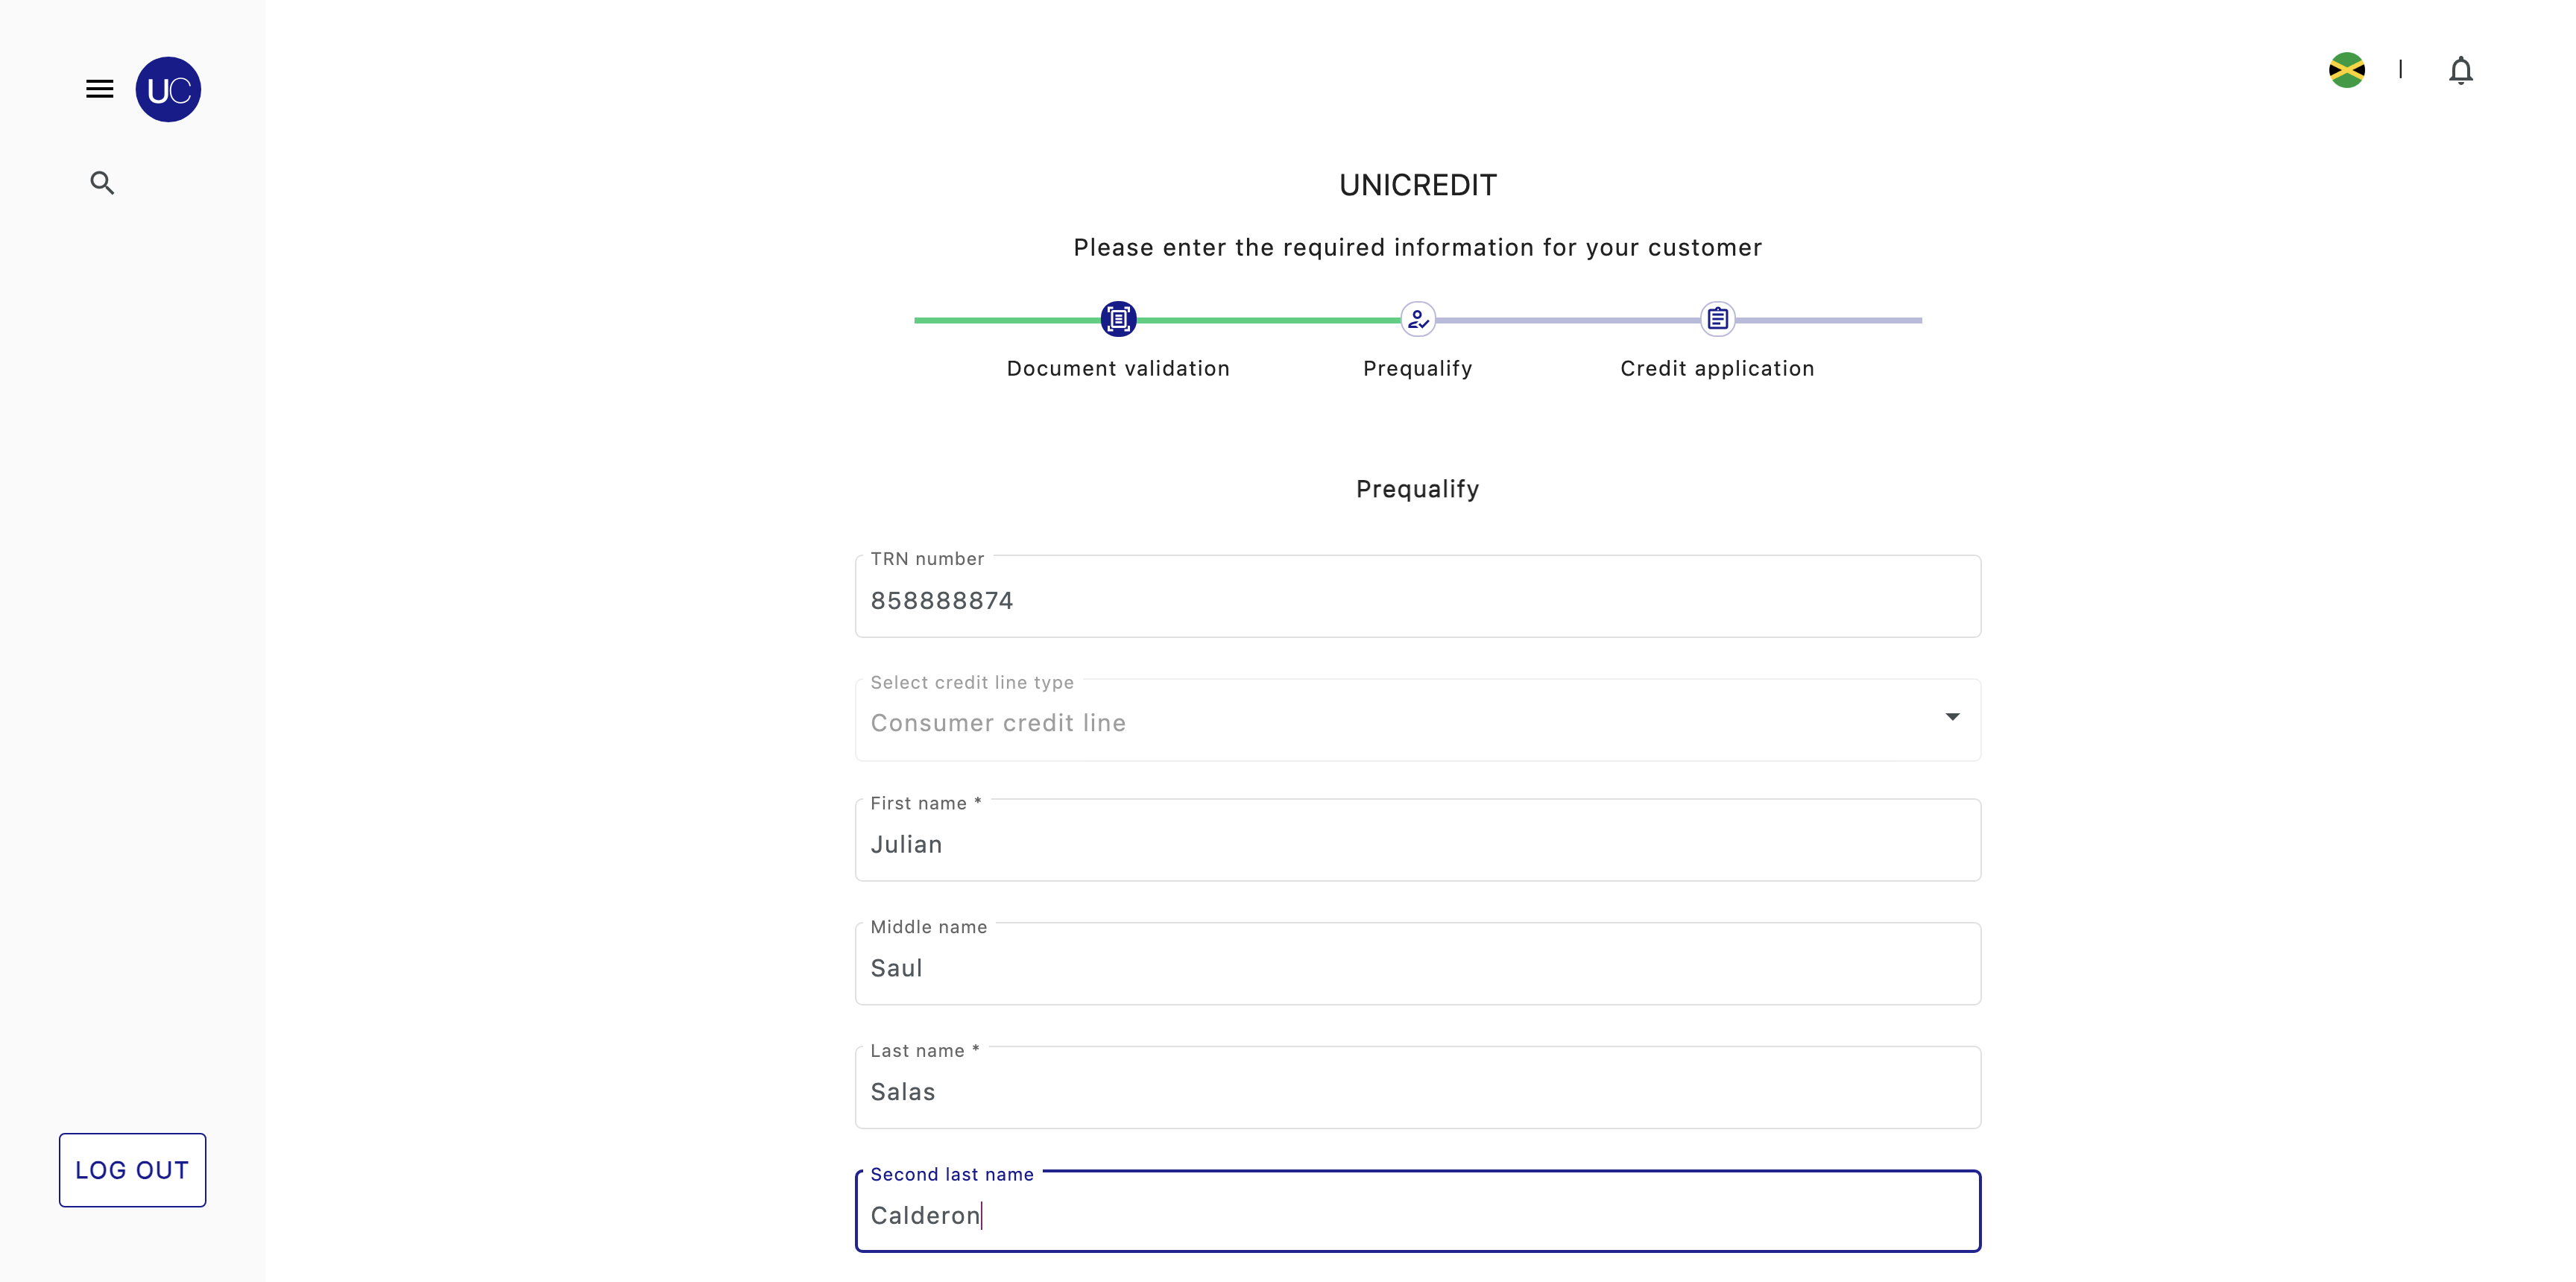 UC
UNICREDIT
Please enter the required information for your customer
Document validation
Prequalify
Credit application
Prequalify
TRN number
858888874
Select credit line type
Consumer credit line
First name *
Julian
Middle name
Saul
Last name *
Salas
Second last name
Calderon
LOG OUT